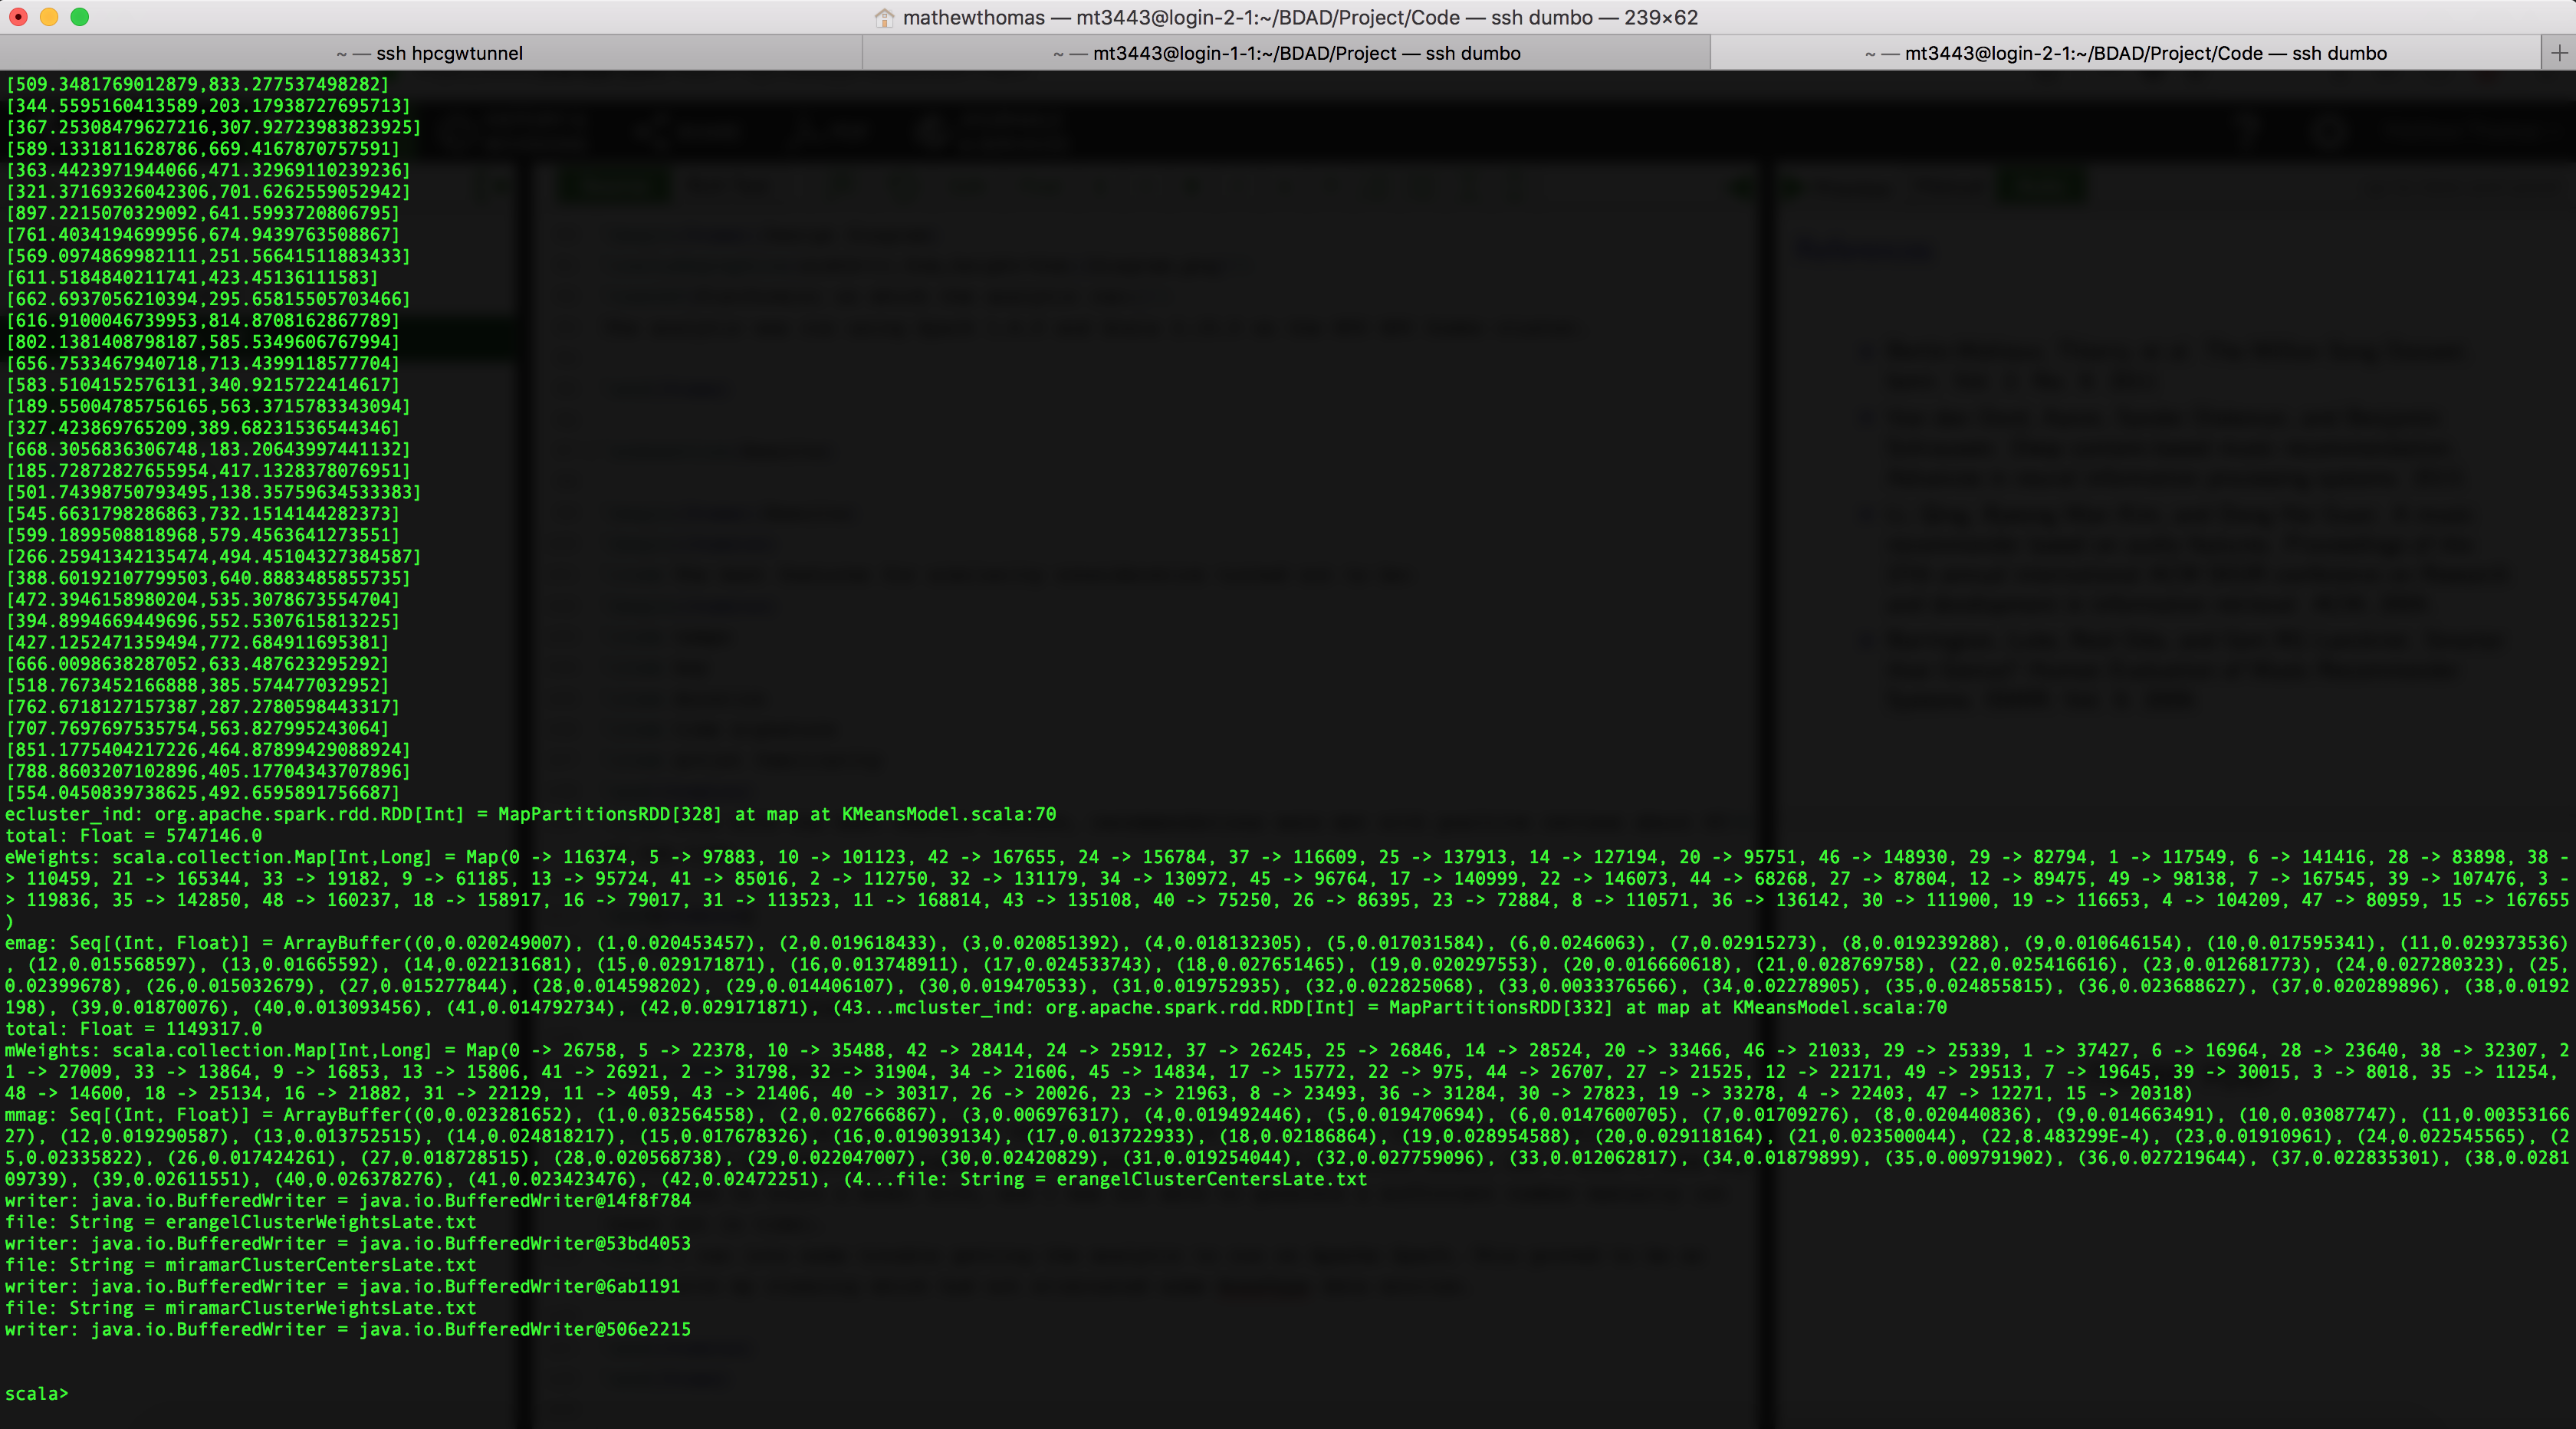 mathewthomas — mt3443@login-2-1:~/BDAD/Project/Code — ssh dumbo — 239×62
~ — ssh hpcgwtunnel
~ — mt3443@login-1-1:~/BDAD/Project — ssh dumbo
~ — mt3443@login-2-1:~/BDAD/Project/Code — ssh dumbo
[509.3481769012879,833.277537498282]
[344.5595160413589,203.17938727695713]
[367.25308479627216,307.92723983823925]
[589.1331811628786,669.4167870757591]
[363.4423971944066,471.32969110239236]
[321.37169326042306,701.6262559052942]
[897.2215070329092,641.5993720806795]
[761.4034194699956,674.9439763508867]
[569.0974869982111,251.56641511883433]
[611.5184840211741,423.45136111583]
[662.6937056210394,295.65815505703466]
[616.9100046739953,814.8708162867789]
[802.1381408798187,585.5349606767994]
[656.7533467940718,713.4399118577704]
[583.5104152576131,340.9215722414617]
[189.55004785756165,563.3715783343094]
[327.423869765209,389.68231536544346]
[668.3056836306748,183.20643997441132]
[185.72872827655954,417.1328378076951]
[501.74398750793495,138.35759634533383]
[545.6631798286863,732.1514144282373]
[599.1899508818968,579.4563641273551]
[266.25941342135474,494.45104327384587]
[388.60192107799503,640.8883485855735]
[472.3946158980204,535.3078673554704]
[394.8994669449696,552.5307615813225]
[427.1252471359494,772.684911695381]
[666.0098638287052,633.487623295292]
[518.7673452166888,385.574477032952]
[762.6718127157387,287.2780598443317]
[707.7697697535754,563.827995243064]
[851.1775404217226,464.87899429088924]
[788.8603207102896,405.17704343707896]
[554.0450839738625,492.6595891756687]
ecluster_ind: org.apache.spark.rdd.RDD[Int] = MapPartitionsRDD[328] at map at KMeansModel.scala:70
total: Float = 5747146.0
eWeights: scala.collection.Map[Int,Long] = Map(0 -> 116374, 5 -> 97883, 10 -> 101123, 42 -> 167655, 24 -> 156784, 37 -> 116609, 25 -> 137913, 14 -> 127194, 20 -> 95751, 46 -> 148930, 29 -> 82794, 1 -> 117549, 6 -> 141416, 28 -> 83898, 38 -
> 110459, 21 -> 165344, 33 -> 19182, 9 -> 61185, 13 -> 95724, 41 -> 85016, 2 -> 112750, 32 -> 131179, 34 -> 130972, 45 -> 96764, 17 -> 140999, 22 -> 146073, 44 -> 68268, 27 -> 87804, 12 -> 89475, 49 -> 98138, 7 -> 167545, 39 -> 107476, 3 -
> 119836, 35 -> 142850, 48 -> 160237, 18 -> 158917, 16 -> 79017, 31 -> 113523, 11 -> 168814, 43 -> 135108, 40 -> 75250, 26 -> 86395, 23 -> 72884, 8 -> 110571, 36 -> 136142, 30 -> 111900, 19 -> 116653, 4 -> 104209, 47 -> 80959, 15 -> 167655
)
emag: Seq[(Int, Float)] = ArrayBuffer((0,0.020249007), (1,0.020453457), (2,0.019618433), (3,0.020851392), (4,0.018132305), (5,0.017031584), (6,0.0246063), (7,0.02915273), (8,0.019239288), (9,0.010646154), (10,0.017595341), (11,0.029373536)
, (12,0.015568597), (13,0.01665592), (14,0.022131681), (15,0.029171871), (16,0.013748911), (17,0.024533743), (18,0.027651465), (19,0.020297553), (20,0.016660618), (21,0.028769758), (22,0.025416616), (23,0.012681773), (24,0.027280323), (25,
0.02399678), (26,0.015032679), (27,0.015277844), (28,0.014598202), (29,0.014406107), (30,0.019470533), (31,0.019752935), (32,0.022825068), (33,0.0033376566), (34,0.02278905), (35,0.024855815), (36,0.023688627), (37,0.020289896), (38,0.0192
198), (39,0.01870076), (40,0.013093456), (41,0.014792734), (42,0.029171871), (43...mcluster_ind: org.apache.spark.rdd.RDD[Int] = MapPartitionsRDD[332] at map at KMeansModel.scala:70
total: Float = 1149317.0
mWeights: scala.collection.Map[Int,Long] = Map(0 -> 26758, 5 -> 22378, 10 -> 35488, 42 -> 28414, 24 -> 25912, 37 -> 26245, 25 -> 26846, 14 -> 28524, 20 -> 33466, 46 -> 21033, 29 -> 25339, 1 -> 37427, 6 -> 16964, 28 -> 23640, 38 -> 32307, 2
1 -> 27009, 33 -> 13864, 9 -> 16853, 13 -> 15806, 41 -> 26921, 2 -> 31798, 32 -> 31904, 34 -> 21606, 45 -> 14834, 17 -> 15772, 22 -> 975, 44 -> 26707, 27 -> 21525, 12 -> 22171, 49 -> 29513, 7 -> 19645, 39 -> 30015, 3 -> 8018, 35 -> 11254,
48 -> 14600, 18 -> 25134, 16 -> 21882, 31 -> 22129, 11 -> 4059, 43 -> 21406, 40 -> 30317, 26 -> 20026, 23 -> 21963, 8 -> 23493, 36 -> 31284, 30 -> 27823, 19 -> 33278, 4 -> 22403, 47 -> 12271, 15 -> 20318)
mmag: Seq[(Int, Float)] = ArrayBuffer((0,0.023281652), (1,0.032564558), (2,0.027666867), (3,0.006976317), (4,0.019492446), (5,0.019470694), (6,0.0147600705), (7,0.01709276), (8,0.020440836), (9,0.014663491), (10,0.03087747), (11,0.00353166
27), (12,0.019290587), (13,0.013752515), (14,0.024818217), (15,0.017678326), (16,0.019039134), (17,0.013722933), (18,0.02186864), (19,0.028954588), (20,0.029118164), (21,0.023500044), (22,8.483299E-4), (23,0.01910961), (24,0.022545565), (2
5,0.02335822), (26,0.017424261), (27,0.018728515), (28,0.020568738), (29,0.022047007), (30,0.02420829), (31,0.019254044), (32,0.027759096), (33,0.012062817), (34,0.01879899), (35,0.009791902), (36,0.027219644), (37,0.022835301), (38,0.0281
09739), (39,0.02611551), (40,0.026378276), (41,0.023423476), (42,0.02472251), (4...file: String = erangelClusterCentersLate.txt
writer: java.io.BufferedWriter = java.io.BufferedWriter@14f8f784
file: String = erangelClusterWeightsLate.txt
writer: java.io.BufferedWriter = java.io.BufferedWriter@53bd4053
file: String = miramarClusterCentersLate.txt
writer: java.io.BufferedWriter = java.io.BufferedWriter@6ab1191
file: String = miramarClusterWeightsLate.txt
writer: java.io.BufferedWriter = java.io.BufferedWriter@506e2215
scala>